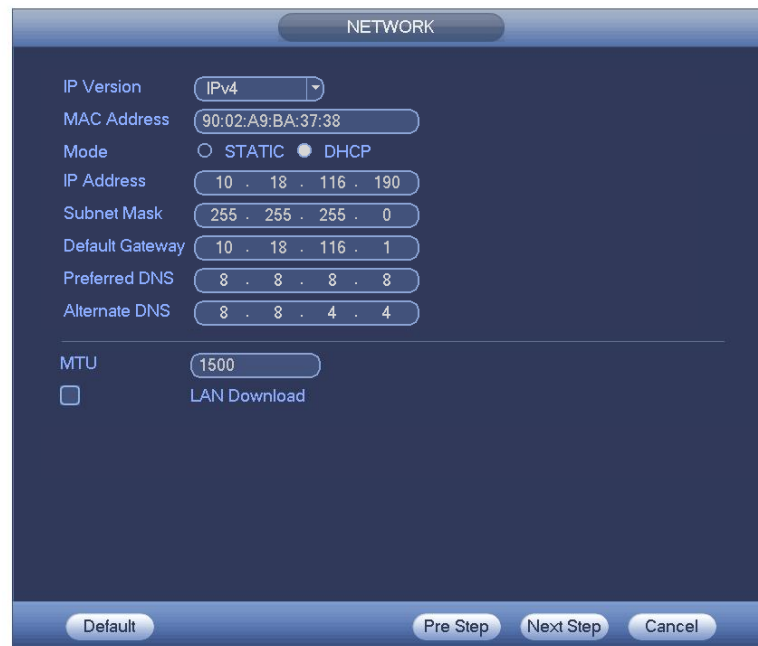 NETWORK
IP Version IPv4
MAC Address 90:02:A9:BA:37:38
Mode STATIC DHCP
IP Address 10 . 18 . 116 . 190
Subnet Mask 255 . 255 . 255 . 0
Default Gateway 10 . 18 . 116 . 1
Preferred DNS 8 . 8 . 8 . 8
Alternate DNS 8 . 8 . 4 . 4
MTU 1500
LAN Download
Default Pre Step Next Step Cancel